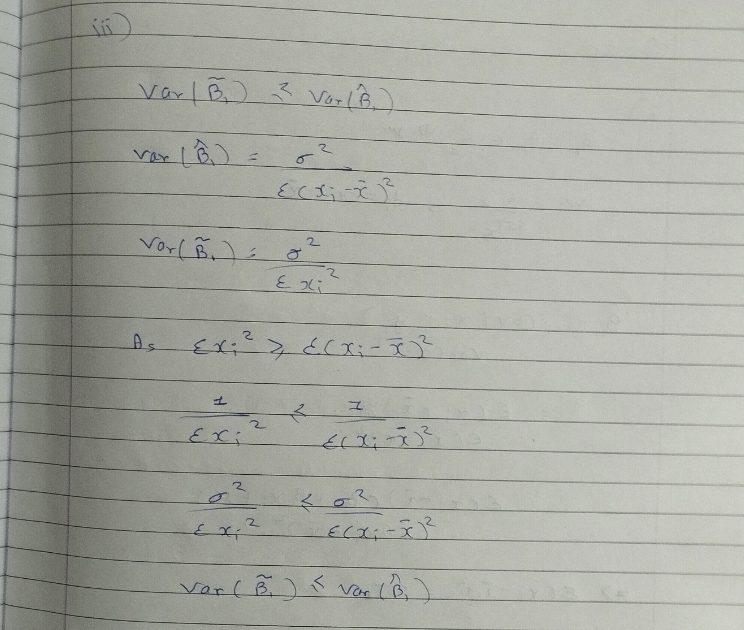 iii)
Var(B̃₁) ≤ Var(B̂₁)
var(B̂₁) = σ² / Σ(xᵢ-x̄)²
Var(B̃₁) = σ² / Σxᵢ²
As Σxᵢ² ≥ Σ(xᵢ-x̄)²
1 / Σxᵢ² ≤ 1 / Σ(xᵢ-x̄)²
σ² / Σxᵢ² ≤ σ² / Σ(xᵢ-x̄)²
Var(B̃₁) ≤ Var(B̂₁)